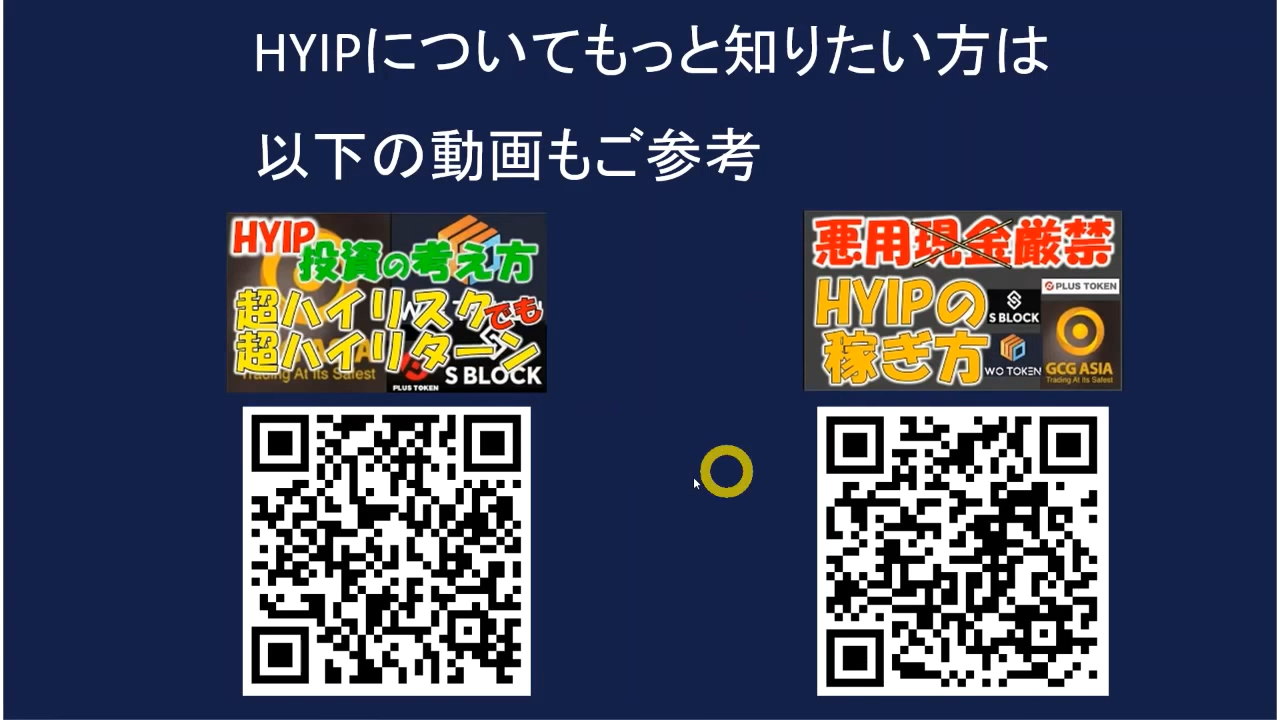 HYIPについてもっと知りたい方は
以下の動画もご参考
HYIP
投資の考え方
超ハイリスクでも
超ハイリターン
Trading At Its Safest
PLUS TOKEN
S BLOCK
悪用現金厳禁
HYIPの
稼ぎ方
PLUS TOKEN
S BLOCK
WO TOKEN
GCG ASIA
Trading At Its Safest